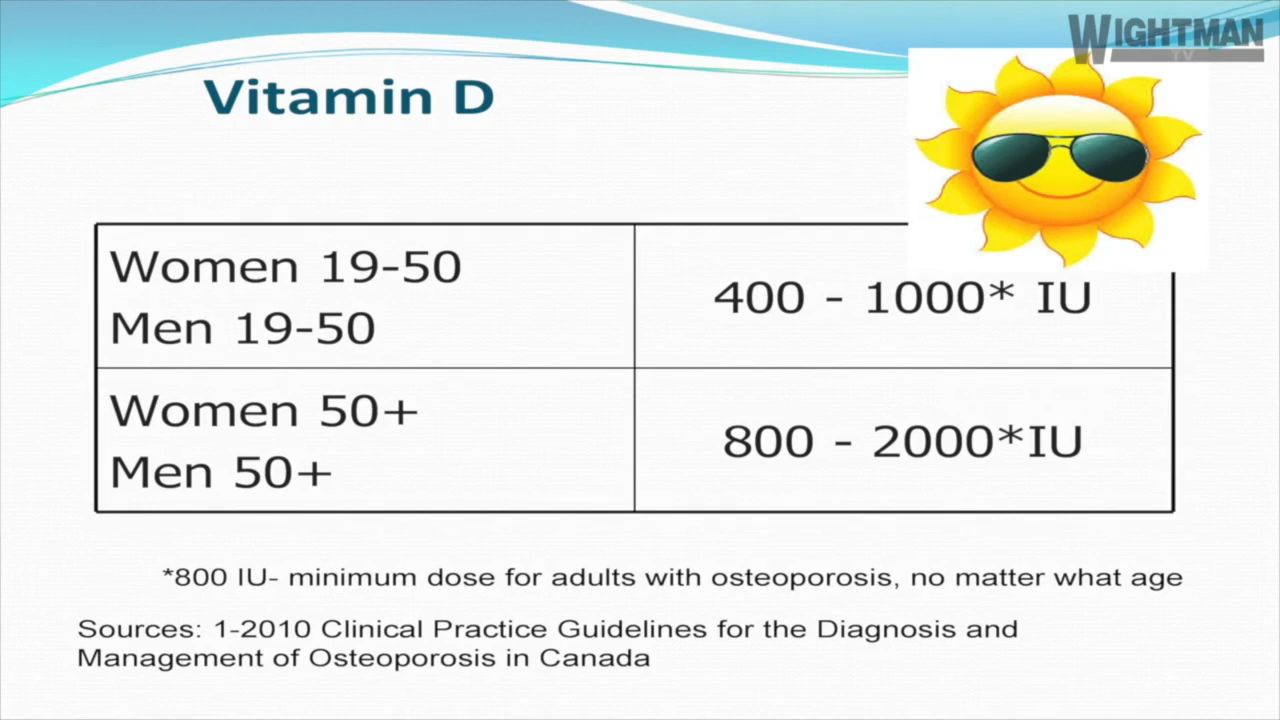 WIGHTMAN
TV
Vitamin D
Women 19-50
Men 19-50
400 - 1000* IU
Women 50+
Men 50+
800 - 2000*IU
*800 IU- minimum dose for adults with osteoporosis, no matter what age
Sources: 1-2010 Clinical Practice Guidelines for the Diagnosis and
Management of Osteoporosis in Canada